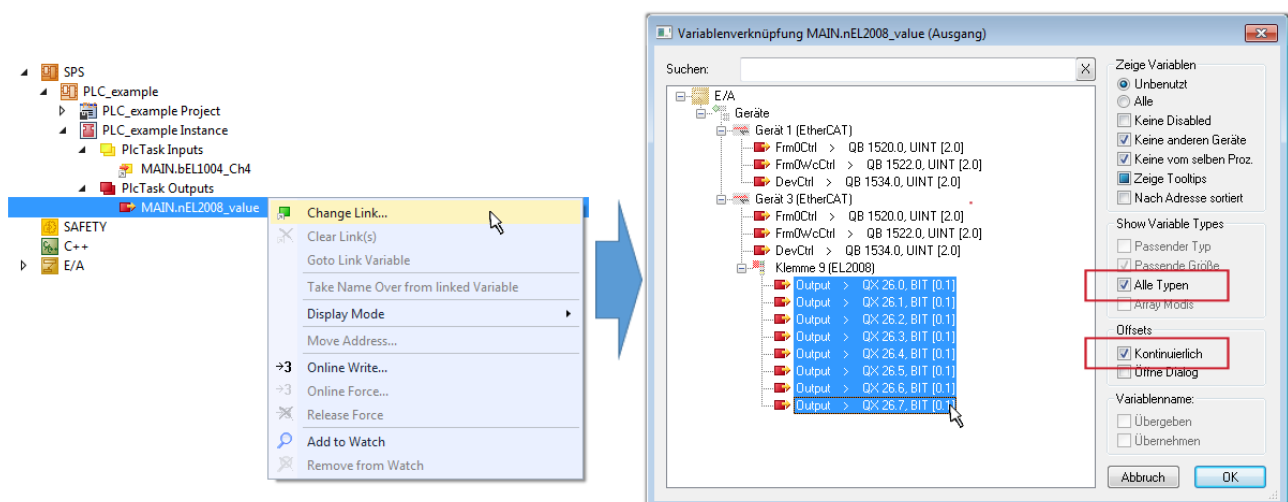 SPS
PLC_example
PLC_example Project
PLC_example Instance
PlcTask Inputs
MAIN.bEL1004_Ch4
PlcTask Outputs
MAIN.nEL2008_value
SAFETY
C++
E/A
Change Link...
Clear Link(s)
Goto Link Variable
Take Name Over from linked Variable
Display Mode
Move Address...
Online Write...
Online Force...
Release Force
Add to Watch
Remove from Watch
Variablenverknüpfung MAIN.nEL2008_value (Ausgang)
Suchen:
E/A
Geräte
Gerät 1 (EtherCAT)
Frm0Ctrl > QB 1520.0, UINT [2.0]
Frm0WcCtrl > QB 1522.0, UINT [2.0]
DevCtrl > QB 1534.0, UINT [2.0]
Gerät 3 (EtherCAT)
Frm0Ctrl > QB 1520.0, UINT [2.0]
Frm0WcCtrl > QB 1522.0, UINT [2.0]
DevCtrl > QB 1534.0, UINT [2.0]
Klemme 9 (EL2008)
Output > QX 26.0, BIT [0.1]
Output > QX 26.1, BIT [0.1]
Output > QX 26.2, BIT [0.1]
Output > QX 26.3, BIT [0.1]
Output > QX 26.4, BIT [0.1]
Output > QX 26.5, BIT [0.1]
Output > QX 26.6, BIT [0.1]
Output > QX 26.7, BIT [0.1]
Zeige Variablen
Unbenutzt
Alle
Keine Disabled
Keine anderen Geräte
Keine vom selben Proz.
Zeige Tooltips
Nach Adresse sortiert
Show Variable Types
Passender Typ
Passende Größe
Alle Typen
Array Modis
Offsets
Kontinuierlich
Öffne Dialog
Variablenname:
Übergeben
Übernehmen
Abbruch
OK